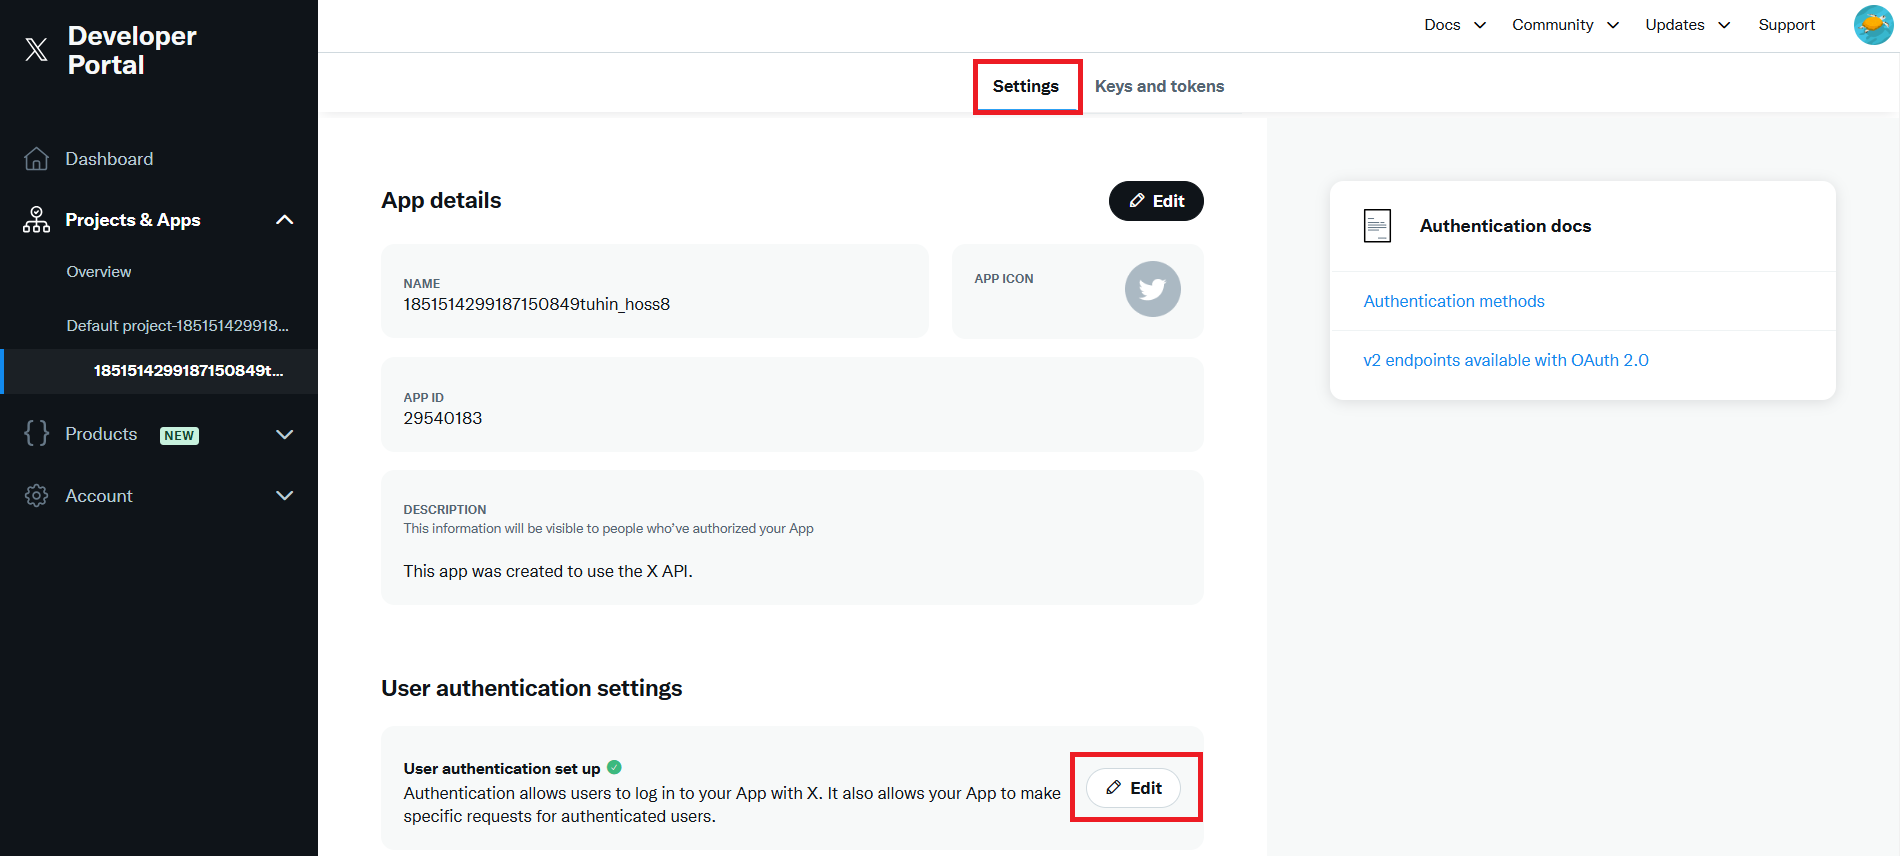 Developer
Portal
Docs
Community
Updates
Support
Settings
Keys and tokens
Dashboard
Projects & Apps
Overview
Default project-185151429918...
1851514299187150849t...
Products NEW
Account
App details
Edit
NAME
1851514299187150849tuhin_hoss8
APP ICON
APP ID
29540183
DESCRIPTION
This information will be visible to people who've authorized your App
This app was created to use the X API.
User authentication settings
User authentication set up
Authentication allows users to log in to your App with X. It also allows your App to make
specific requests for authenticated users.
Edit
Authentication docs
Authentication methods
v2 endpoints available with OAuth 2.0